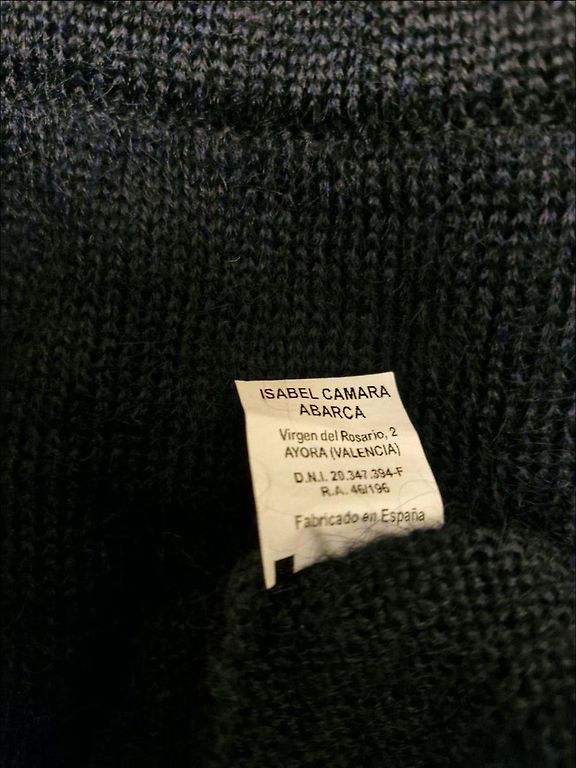 ISABEL CAMARA
ABARCA
Virgen del Rosario, 2
AYORA (VALENCIA)
D.N.I. 20.347.394-F
R.A. 46/196
Fabricado en España